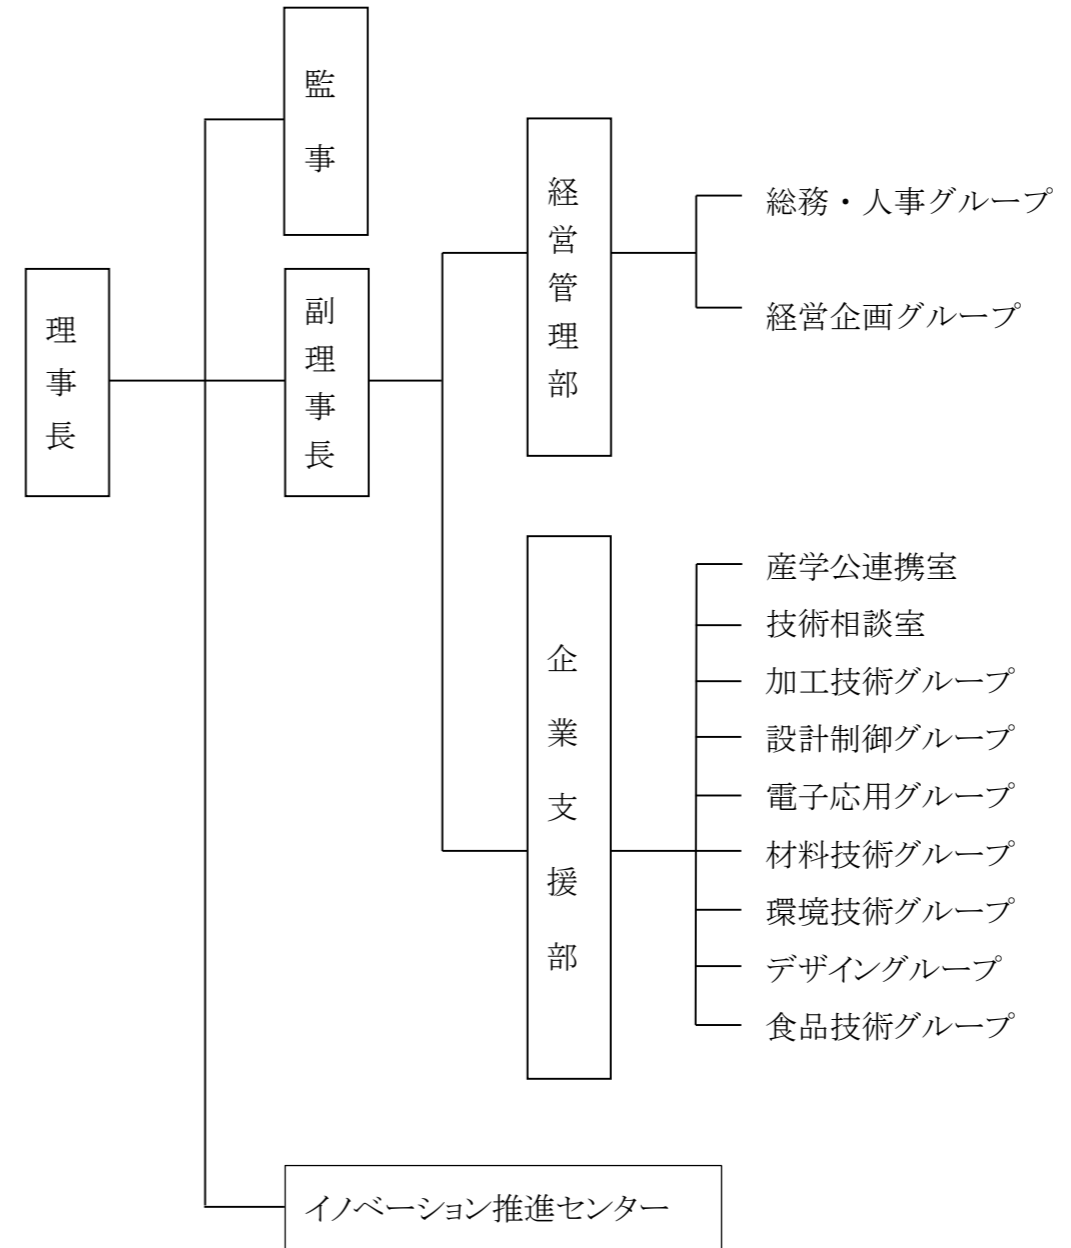 監事
理事長
副理事長
経営管理部
総務・人事グループ
経営企画グループ
企業支援部
産学公連携室
技術相談室
加工技術グループ
設計制御グループ
電子応用グループ
材料技術グループ
環境技術グループ
デザイングループ
食品技術グループ
イノベーション推進センター